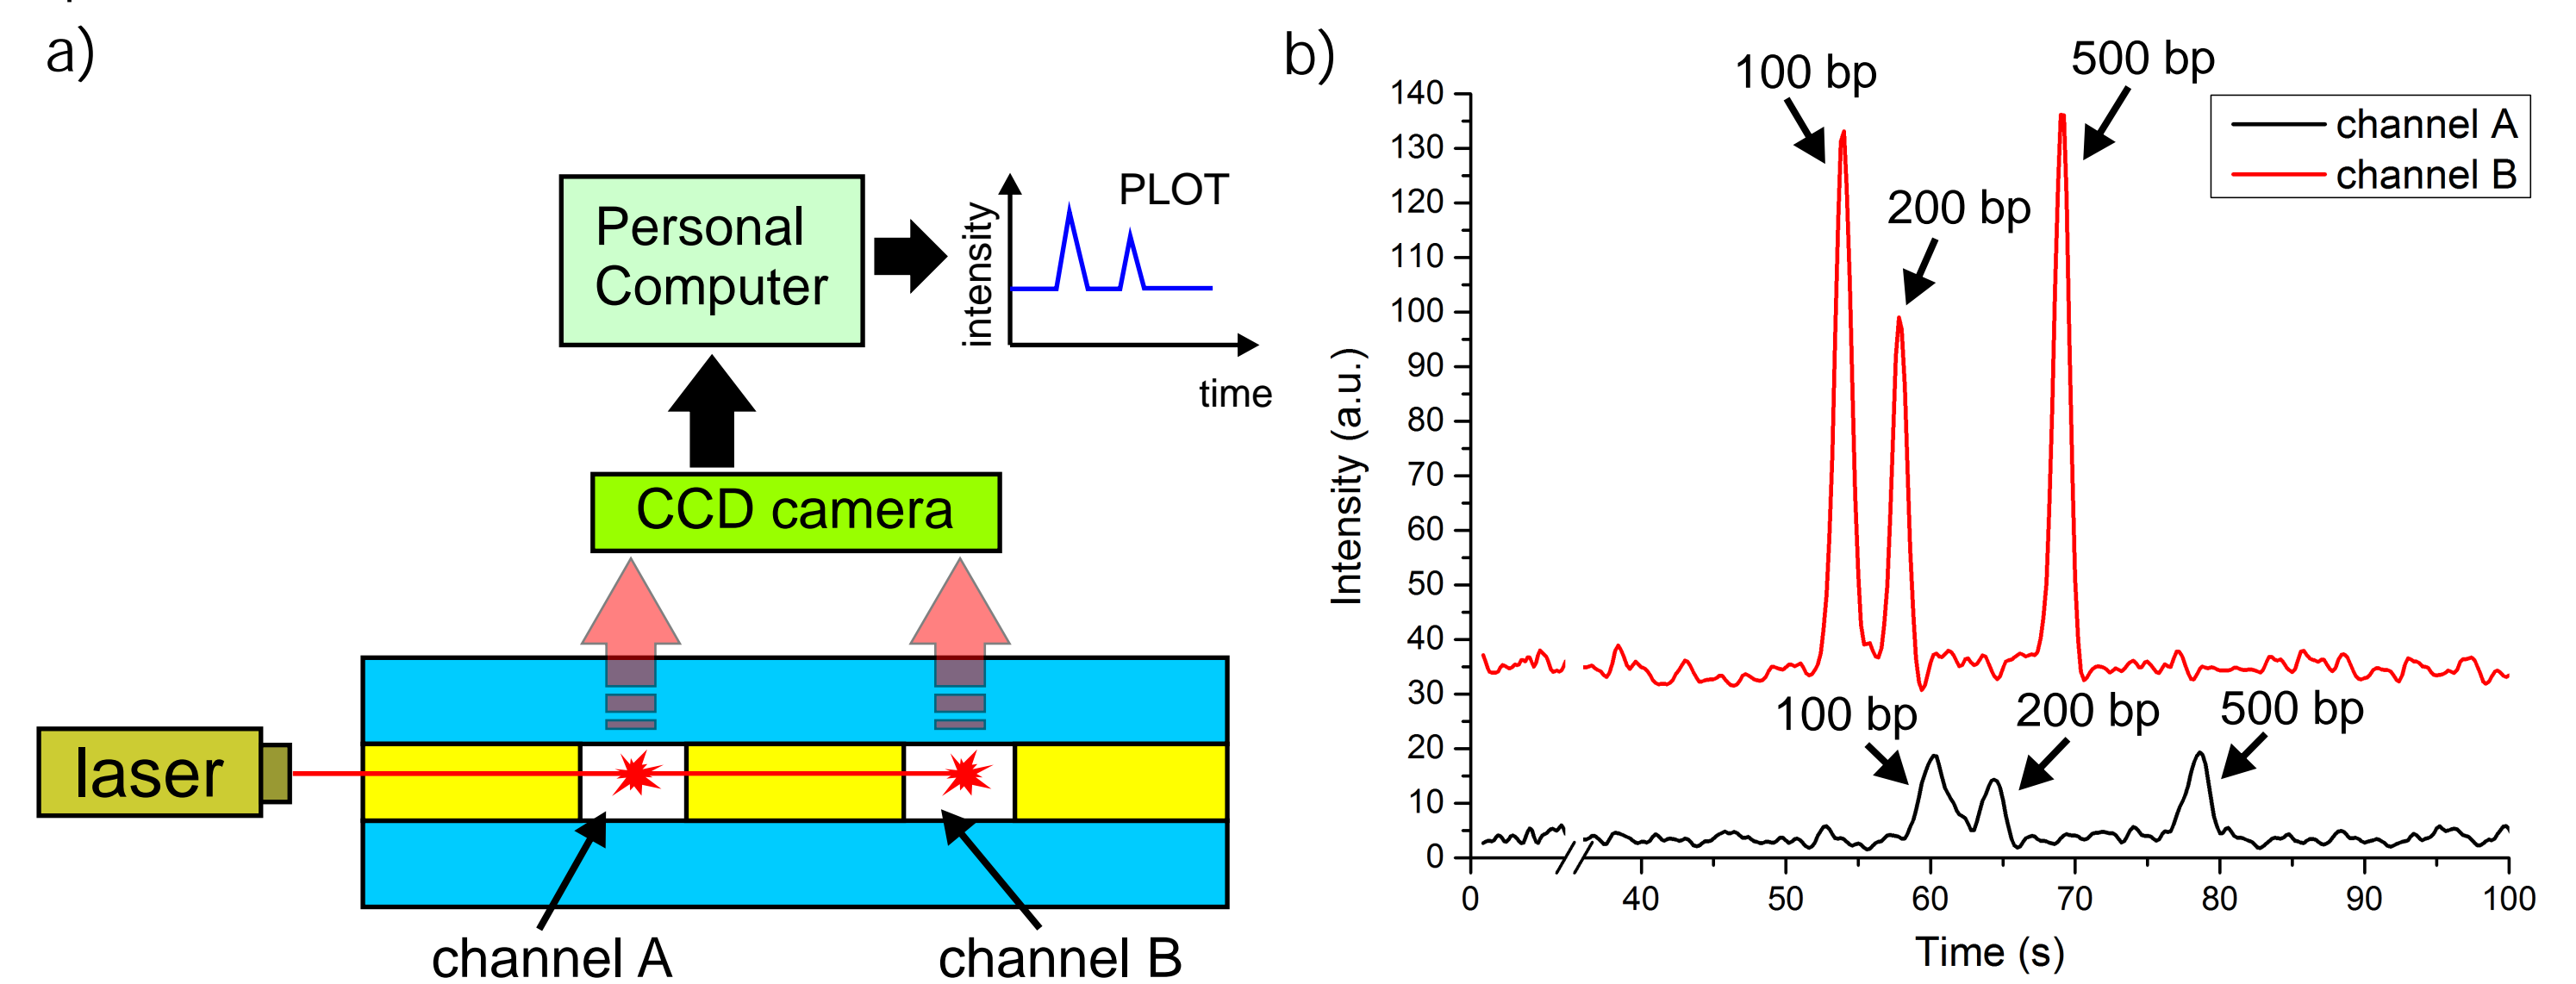 a)
Personal
Computer
PLOT
intensity
time
CCD camera
laser
channel A
channel B
b)
100 bp
500 bp
200 bp
channel A
channel B
140
130
120
110
100
90
80
70
60
50
40
30
20
10
0
Intensity (a.u.)
100 bp
200 bp
500 bp
0
40
50
60
70
80
90
100
Time (s)